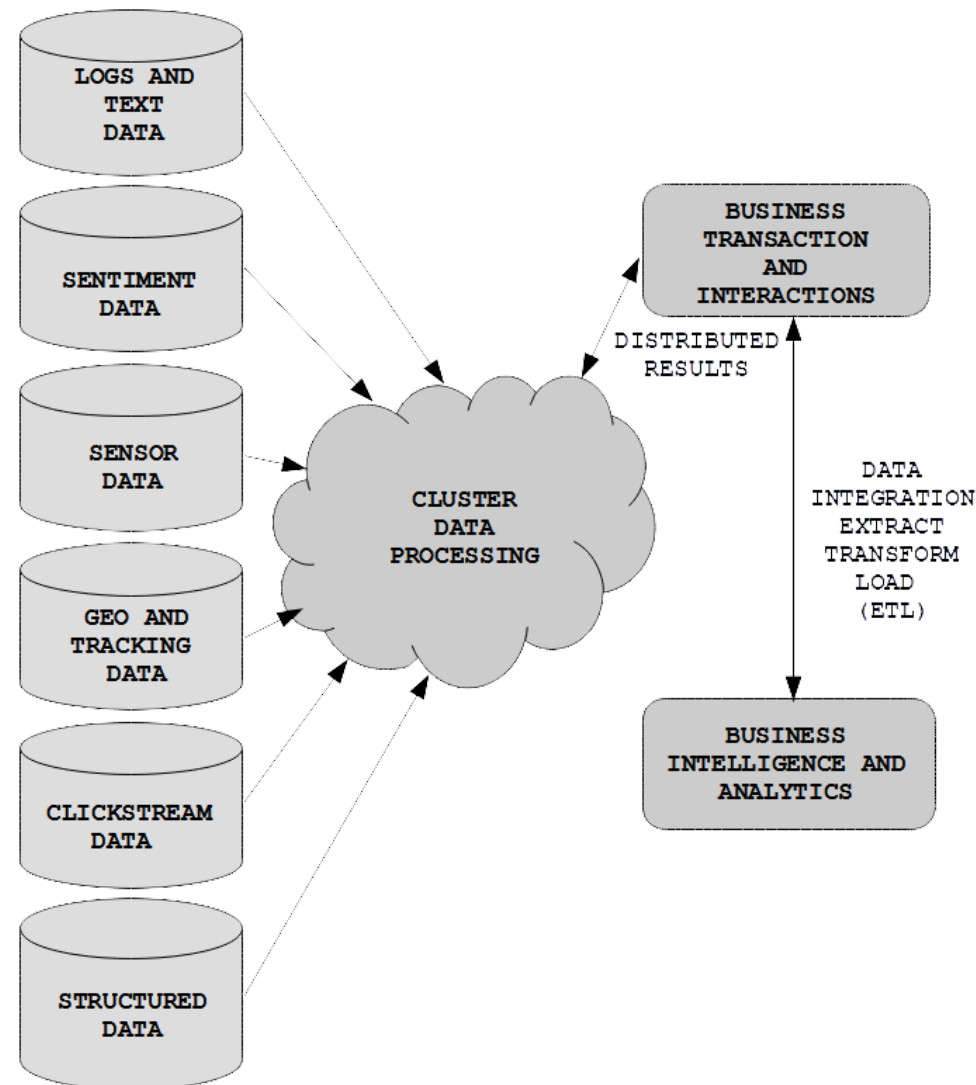 LOGS AND
TEXT
DATA
SENTIMENT
DATA
SENSOR
DATA
GEO AND
TRACKING
DATA
CLICKSTREAM
DATA
STRUCTURED
DATA
CLUSTER
DATA
PROCESSING
BUSINESS
TRANSACTION
AND
INTERACTIONS
DISTRIBUTED
RESULTS
DATA
INTEGRATION
EXTRACT
TRANSFORM
LOAD
(ETL)
BUSINESS
INTELLIGENCE AND
ANALYTICS